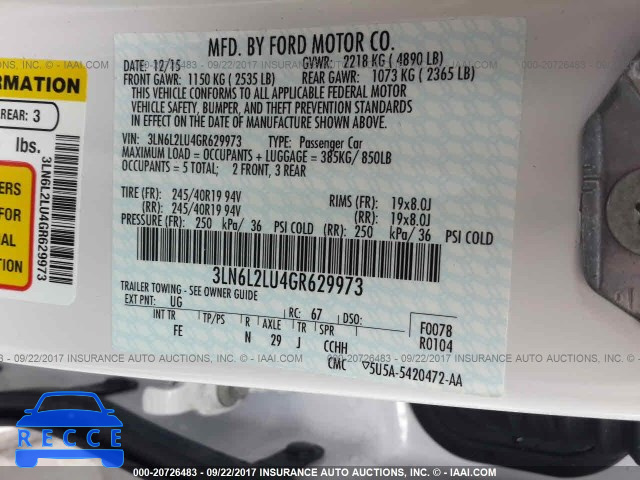 MFD. BY FORD MOTOR CO.
DATE: 12/15 GVWR: 2218 KG ( 4890 LB)
FRONT GAWR: 1150 KG ( 2535 LB) REAR GAWR: 1073 KG ( 2365 LB)
THIS VEHICLE CONFORMS TO ALL APPLICABLE FEDERAL MOTOR
VEHICLE SAFETY, BUMPER, AND THEFT PREVENTION STANDARDS
IN EFFECT ON THE DATE OF MANUFACTURE SHOWN ABOVE
VIN: 3LN6L2LU4GR629973 TYPE: Passenger Car
MAXIMUM LOAD = OCCUPANTS + LUGGAGE = 385KG/ 850LB
OCCUPANTS = 5 TOTAL; 2 FRONT, 3 REAR
TIRE (FR): 245/40R19 94V RIMS (FR): 19x8.0J
(RR): 245/40R19 94V (RR): 19x8.0J
PRESSURE (FR): 250 kPa/ 36 PSI COLD (RR): 250 kPa/ 36 PSI COLD
3LN6L2LU4GR629973
TRAILER TOWING - SEE OWNER GUIDE
EXT PNT: UG RC: 67 DSO:
INT TR TP/PS R AXLE TR SPR F0078
FE N 29 J CCHH R0104
CMC ▽5U5A-5420472-AA
ORMATION
REAR: 3
lbs.
ERS
FOR
AL
ON
3LN6L2LU4GR629973
RECCE
000-20726483 - 09/22/2017 INSURANCE AUTO AUCTIONS, INC. © - IAAI.COM